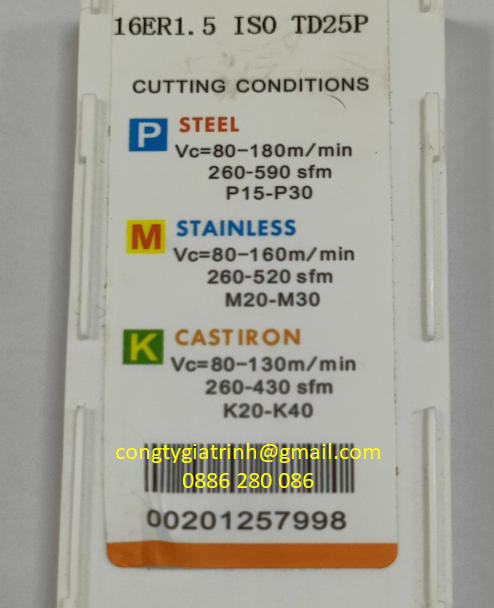 16ER1.5 ISO TD25P
CUTTING CONDITIONS
P STEEL
Vc=80-180m/min
260-590 sfm
P15-P30
M STAINLESS
Vc=80-160m/min
260-520 sfm
M20-M30
K CASTIRON
Vc=80-130m/min
260-430 sfm
K20-K40
congtygiatrinh@gmail.com
0886 280 086
00201257998